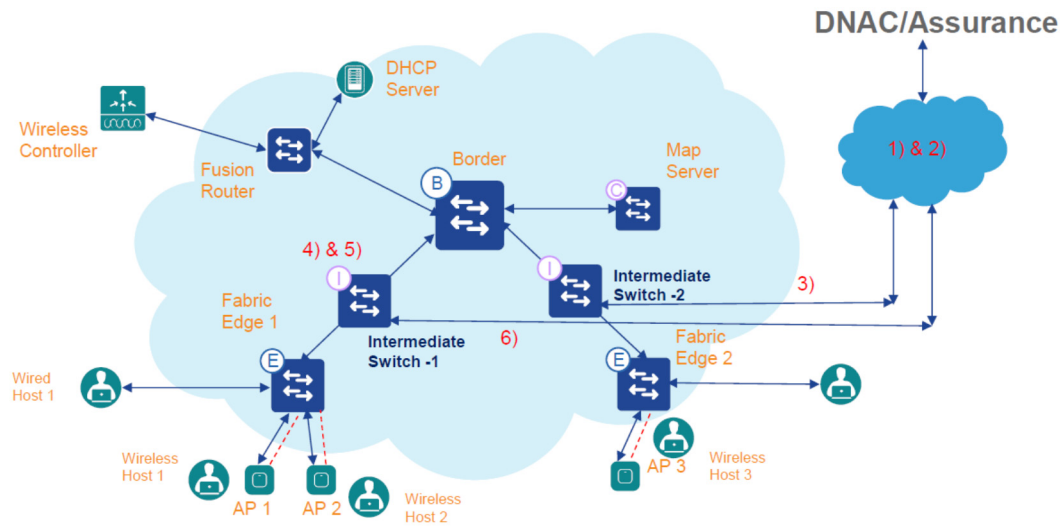 DNAC/Assurance
1) & 2)
DHCP
Server
Wireless
Controller
Fusion
Router
Border
B
Map
Server
C
4) & 5)
I
I
Intermediate
Switch -2
3)
Fabric
Edge 1
Intermediate
Switch -1
6)
Fabric
Edge 2
E
E
Wired
Host 1
Wireless
Host 1
AP 1
AP 2
Wireless
Host 2
AP 3
Wireless
Host 3